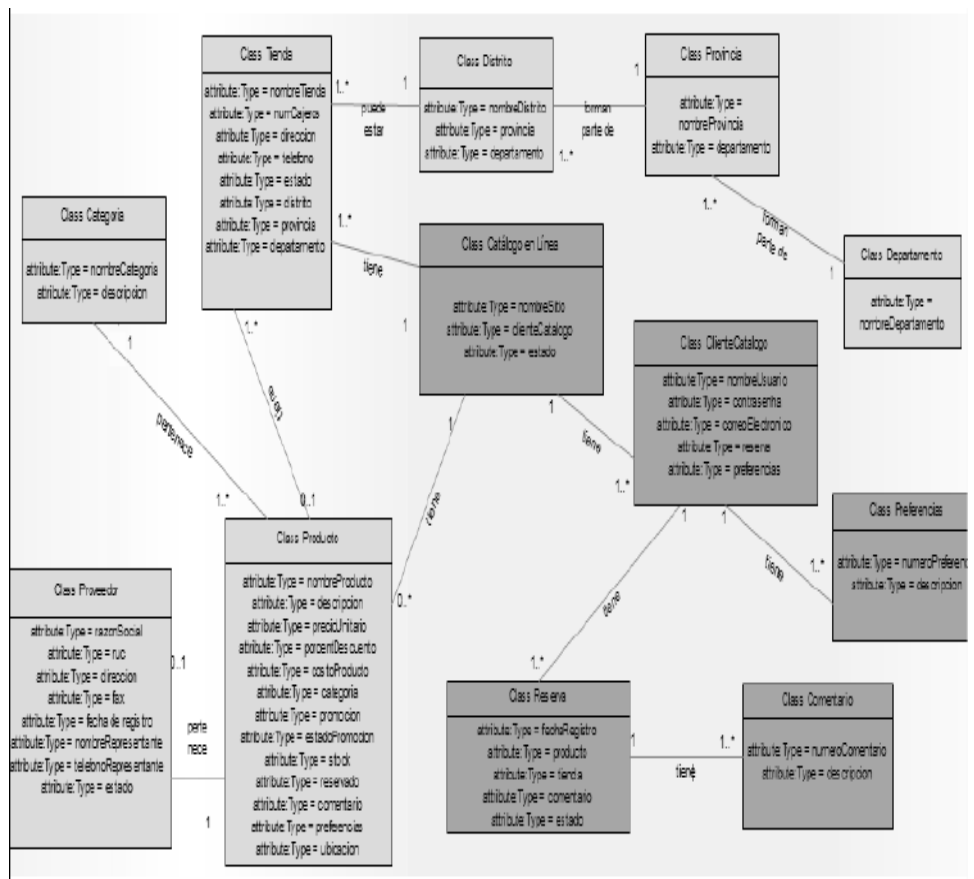 Class Tienda
attribute:Type = nombreTienda
attribute:Type = numCajeros
attribute:Type = direccion
attribute:Type = telefono
attribute:Type = estado
attribute:Type = distrito
attribute:Type = provincia
attribute:Type = departamento
1..*
puede
estar
1
Class Distrito
attribute:Type = nombreDistrito
attribute:Type = provincia
attribute:Type = departamento
1
forman
parte de
1..*
Class Provincia
attribute:Type =
nombreProvincia
attribute:Type = departamento
1..*
forman
parte de
1
Class Departamento
attribute:Type =
nombreDepartamento
Class Categoria
attribute:Type = nombreCategoria
attribute:Type = descripcion
1
pertenece
1..*
1..*
tiene
0..1
1..*
tiene
1
Class Catálogo en Línea
attribute:Type = nombreSitio
attribute:Type = clienteCatalogo
attribute:Type = estado
1
tiene
0..*
1
tiene
1..*
Class ClienteCatalogo
attribute:Type = nombreUsuario
attribute:Type = contrasenha
attribute:Type = correoElectronico
attribute:Type = reserva
attribute:Type = preferencias
1
tiene
1..*
1
tiene
1..*
Class Preferencias
attribute:Type = numeroPreferenc
attribute:Type = descripcion
Class Proveedor
attribute:Type = razonSocial
attribute:Type = ruc
attribute:Type = direccion
attribute:Type = fax
attribute:Type = fecha de registro
attribute:Type = nombreRepresentante
attribute:Type = telefonoRepresentante
attribute:Type = estado
0..1
perte
nece
1
Class Producto
attribute:Type = nombreProducto
attribute:Type = descripcion
attribute:Type = precioUnitario
attribute:Type = porcentDescuento
attribute:Type = costoProducto
attribute:Type = categoria
attribute:Type = promocion
attribute:Type = estadoPromocion
attribute:Type = stock
attribute:Type = reservado
attribute:Type = comentario
attribute:Type = preferencias
attribute:Type = ubicacion
Class Reserva
attribute:Type = fechaRegistro
attribute:Type = producto
attribute:Type = tienda
attribute:Type = comentario
attribute:Type = estado
1
tiene
1..*
Class Comentario
attribute:Type = numeroComentario
attribute:Type = descripcion